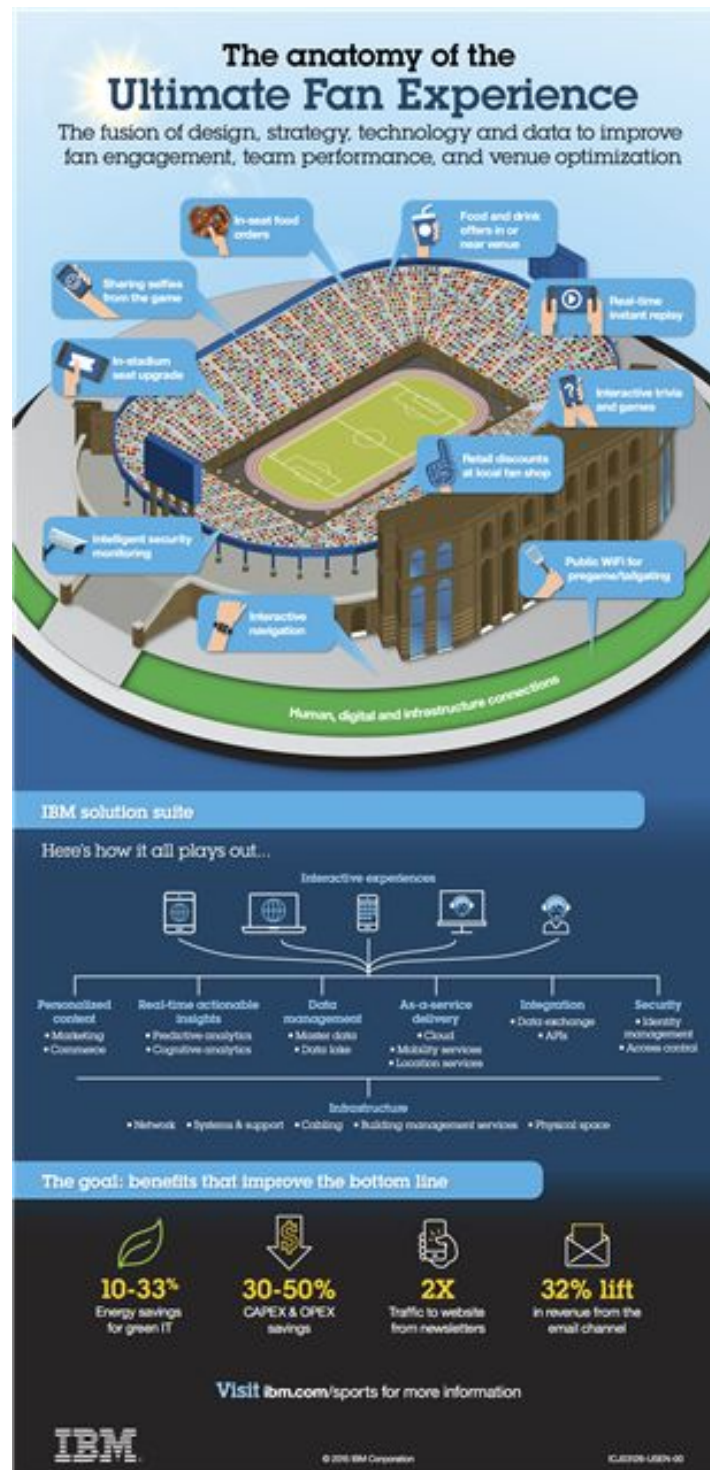 The anatomy of the
Ultimate Fan Experience
The fusion of design, strategy, technology and data to improve
fan engagement, team performance, and venue optimization
In-seat food
orders
Food and drink
offers in or
near venue
Sharing selfies
from the game
Real-time
instant replay
In-stadium
seat upgrade
Interactive trivia
and games
Retail discounts
at local fan shop
Intelligent security
monitoring
Public WiFi for
pregame/tailgating
Interactive
navigation
Human, digital and infrastructure connections
IBM solution suite
Here's how it all plays out...
Interactive experiences
Personalized
content
• Marketing
• Commerce
Real-time actionable
insights
• Predictive analytics
• Cognitive analytics
Data
management
• Master data
• Data lake
As-a-service
delivery
• Cloud
• Mobility services
• Location services
Integration
• Data exchange
• APIs
Security
• Identity
management
• Access control
Infrastructure
• Network • Systems & support • Cabling • Building management services • Physical space
The goal: benefits that improve the bottom line
10-33%
Energy savings
for green IT
30-50%
CAPEX & OPEX
savings
2X
Traffic to website
from newsletters
32% lift
in revenue from the
email channel
Visit ibm.com/sports for more information
IBM
© 2015 IBM Corporation